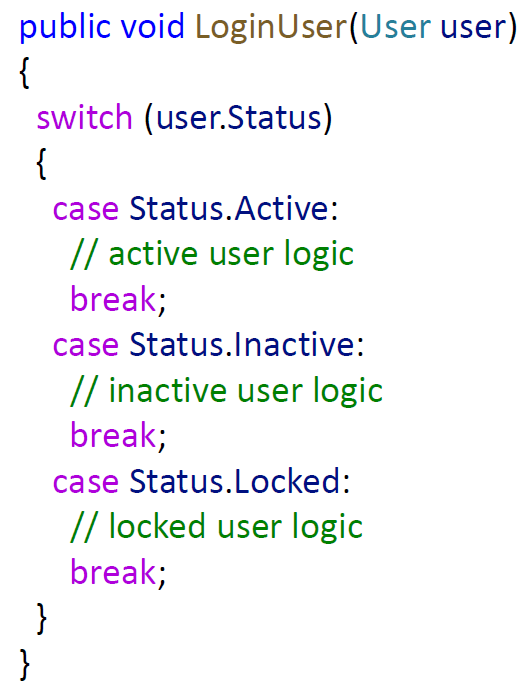 public void LoginUser(User user)
{
  switch (user.Status)
  {
    case Status.Active:
      // active user logic
      break;
    case Status.Inactive:
      // inactive user logic
      break;
    case Status.Locked:
      // locked user logic
      break;
  }
}